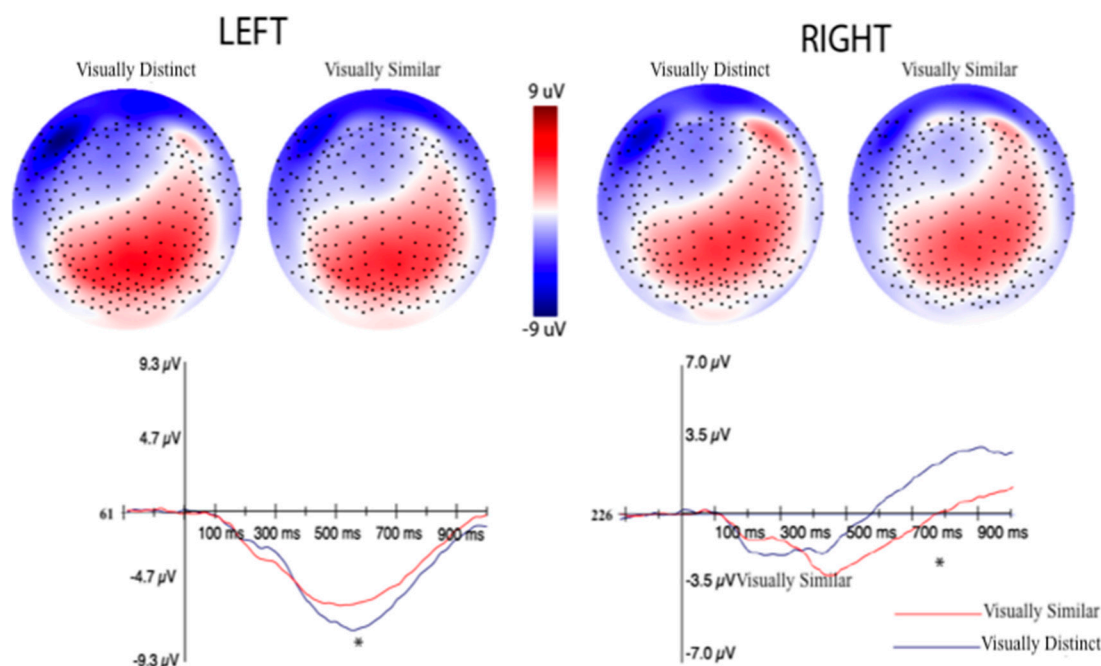 LEFT
RIGHT
Visually Distinct
Visually Similar
Visually Distinct
Visually Similar
9 uV
-9 uV
9.3 µV
4.7 µV
61
100 ms 300 ms 500 ms 700 ms 900 ms
-4.7 µV
*
-9.3 µV
7.0 µV
3.5 µV
226
100 ms 300 ms 500 ms 700 ms 900 ms
*
-3.5 µV Visually Similar
-7.0 µV
Visually Similar
Visually Distinct